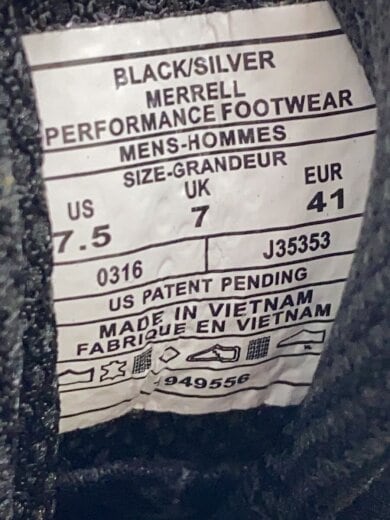 BLACK/SILVER
MERRELL
PERFORMANCE FOOTWEAR
MENS-HOMMES
SIZE-GRANDEUR
US UK EUR
7.5 7 41
0316 J35353
US PATENT PENDING
MADE IN VIETNAM
FABRIQUE EN VIETNAM
949556